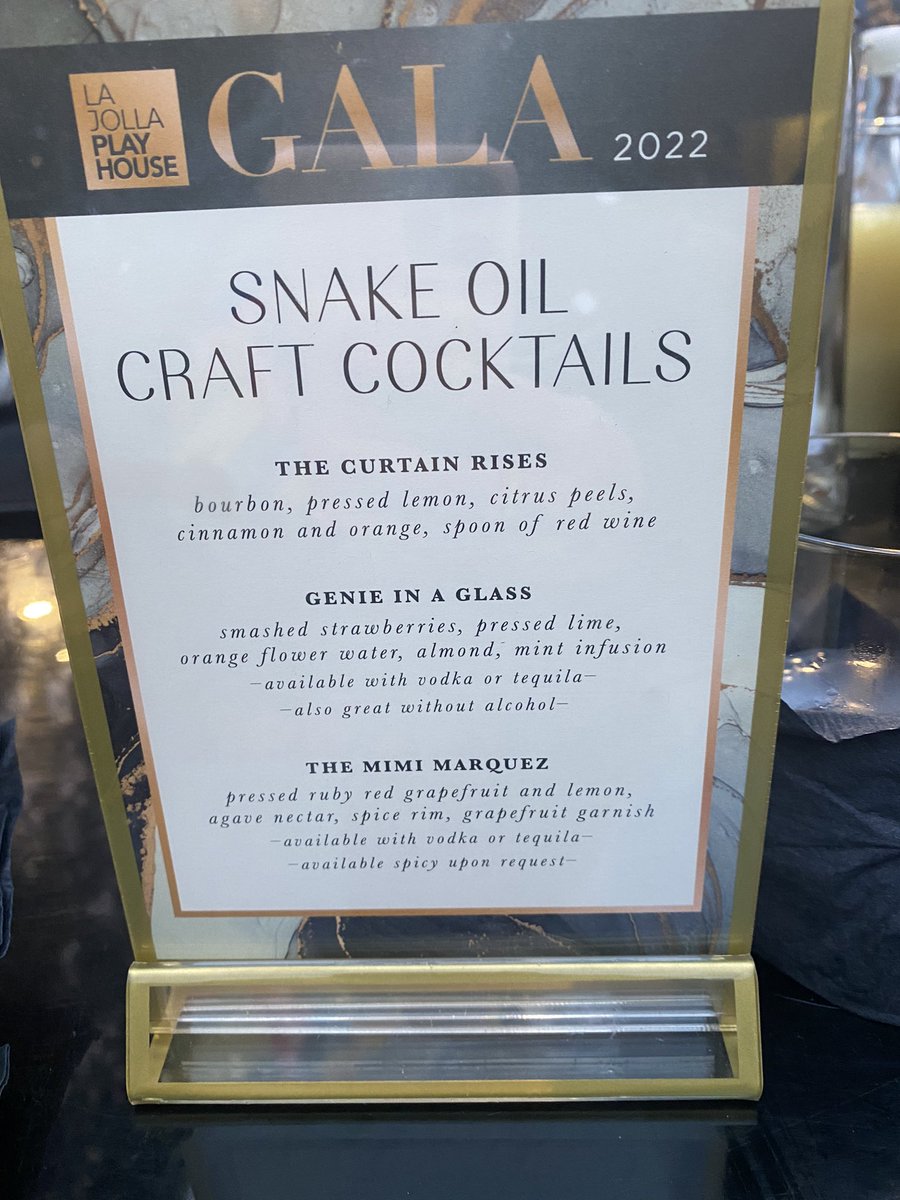 LA
JOLLA
PLAY
HOUSE
GALA 2022
SNAKE OIL
CRAFT COCKTAILS
THE CURTAIN RISES
bourbon, pressed lemon, citrus peels,
cinnamon and orange, spoon of red wine
GENIE IN A GLASS
smashed strawberries, pressed lime,
orange flower water, almond, mint infusion
—available with vodka or tequila—
—also great without alcohol—
THE MIMI MARQUEZ
pressed ruby red grapefruit and lemon,
agave nectar, spice rim, grapefruit garnish
—available with vodka or tequila—
—available spicy upon request—